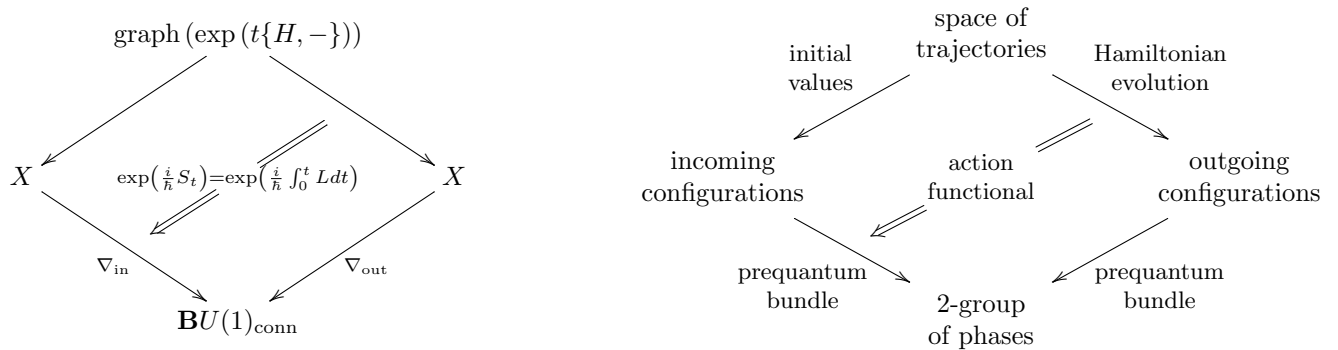 graph (exp (t{H, −}))
X
exp(i/ħ S_t)=exp(i/ħ ∫_0^t Ldt)
X
∇_in
∇_out
BU(1)_conn
space of
trajectories
initial
values
Hamiltonian
evolution
incoming
configurations
action
functional
outgoing
configurations
prequantum
bundle
prequantum
bundle
2-group
of phases